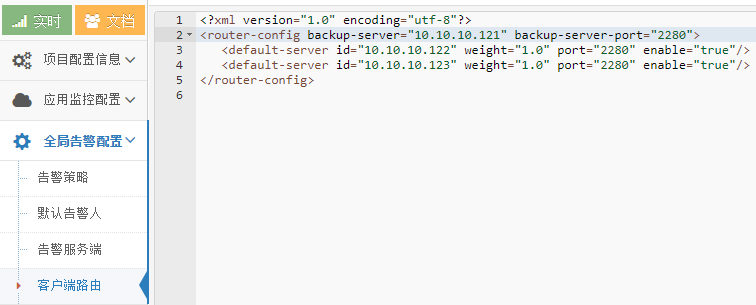 实时
文档
项目配置信息
应用监控配置
全局告警配置
告警策略
默认告警人
告警服务端
客户端路由
1 <?xml version="1.0" encoding="utf-8"?>
2 <router-config backup-server="10.10.10.121" backup-server-port="2280">
3 <default-server id="10.10.10.122" weight="1.0" port="2280" enable="true"/>
4 <default-server id="10.10.10.123" weight="1.0" port="2280" enable="true"/>
5 </router-config>
6